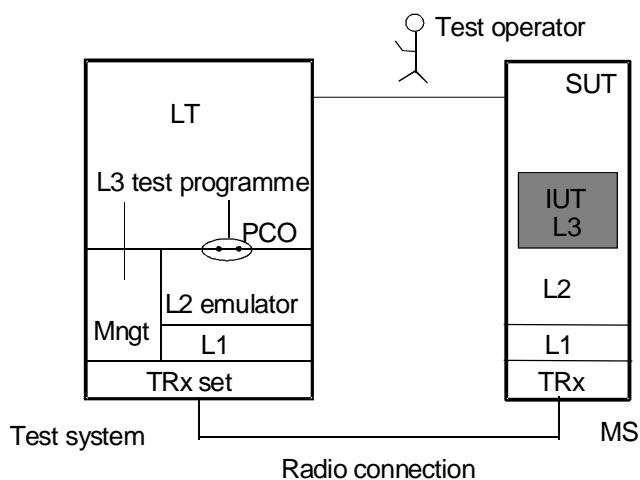 Test operator
SUT
LT
L3 test programme
IUT
L3
PCO
L2 emulator
L2
Mngt
L1
L1
TRx set
TRx
Test system
MS
Radio connection